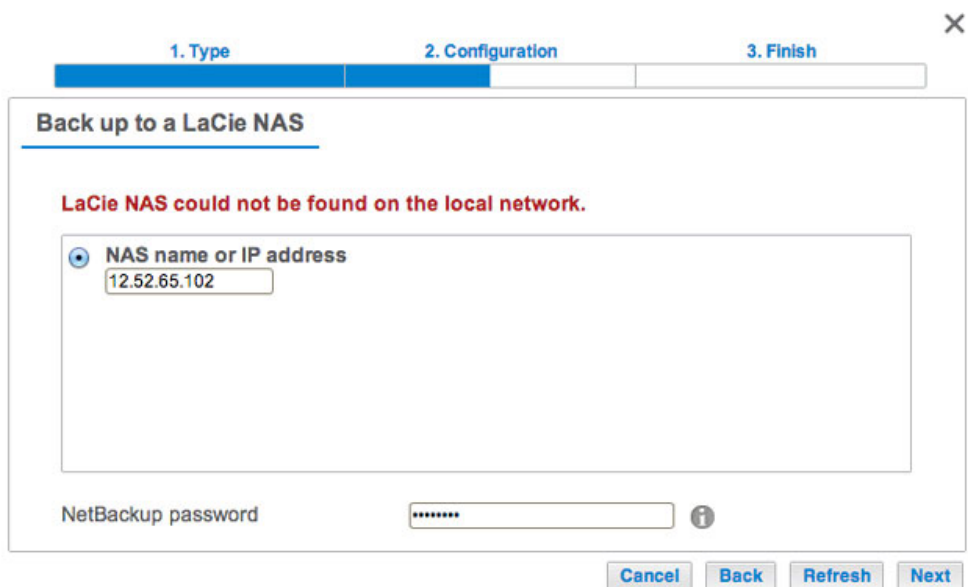 1. Type 2. Configuration 3. Finish
Back up to a LaCie NAS
LaCie NAS could not be found on the local network.
NAS name or IP address
12.52.65.102
NetBackup password ••••••••
Cancel Back Refresh Next